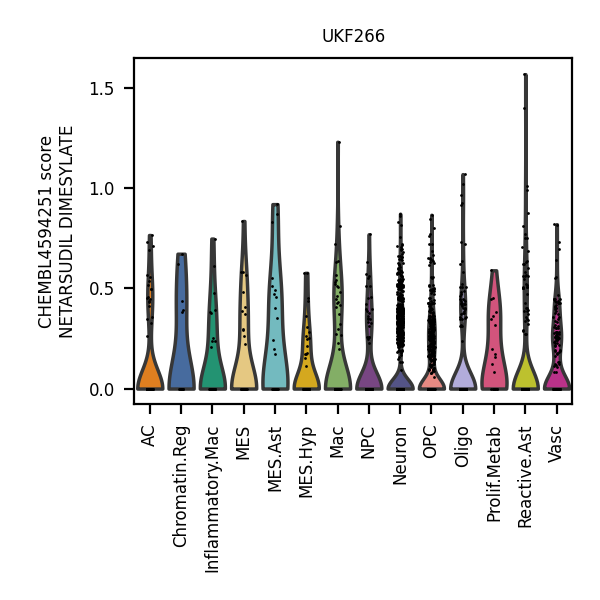 UKF266
CHEMBL4594251 score
NETARSUDIL DIMESYLATE
1.5
1.0
0.5
0.0
AC
Chromatin.Reg
Inflammatory.Mac
MES
MES.Ast
MES.Hyp
Mac
NPC
Neuron
OPC
Oligo
Prolif.Metab
Reactive.Ast
Vasc